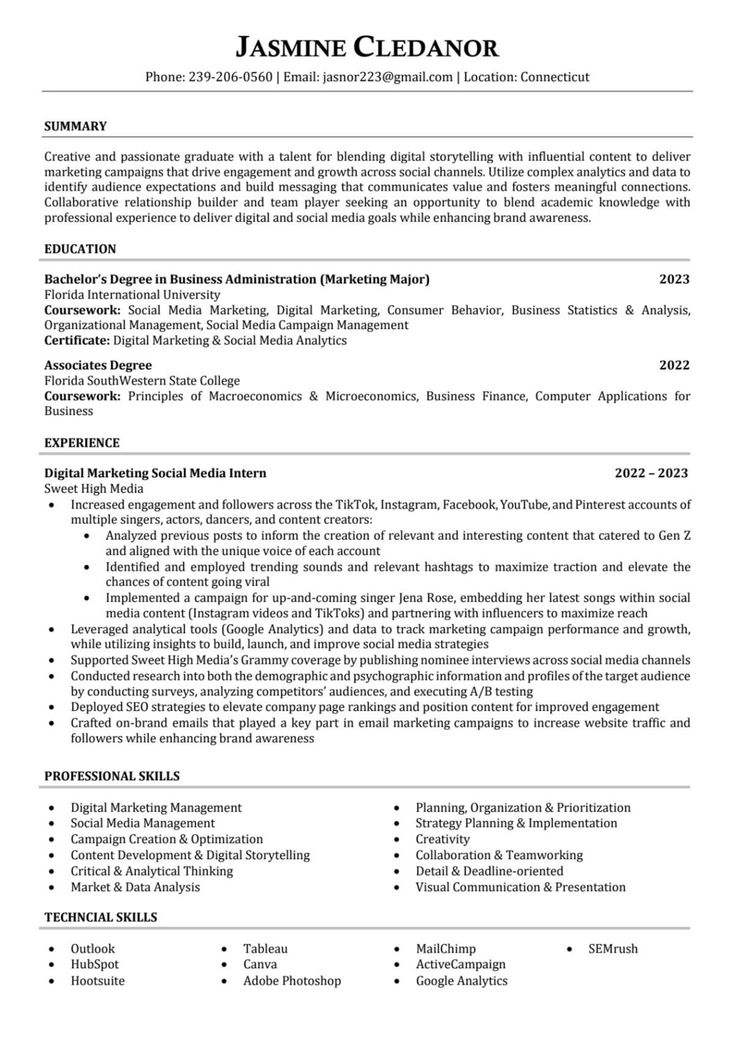 JASMINE CLEDANOR
Phone: 239-206-0560 | Email: jasnor223@gmail.com | Location: Connecticut
SUMMARY
Creative and passionate graduate with a talent for blending digital storytelling with influential content to deliver
marketing campaigns that drive engagement and growth across social channels. Utilize complex analytics and data to
identify audience expectations and build messaging that communicates value and fosters meaningful connections.
Collaborative relationship builder and team player seeking an opportunity to blend academic knowledge with
professional experience to deliver digital and social media goals while enhancing brand awareness.
EDUCATION
Bachelor's Degree in Business Administration (Marketing Major) 2023
Florida International University
Coursework: Social Media Marketing, Digital Marketing, Consumer Behavior, Business Statistics & Analysis,
Organizational Management, Social Media Campaign Management
Certificate: Digital Marketing & Social Media Analytics
Associates Degree 2022
Florida SouthWestern State College
Coursework: Principles of Macroeconomics & Microeconomics, Business Finance, Computer Applications for
Business
EXPERIENCE
Digital Marketing Social Media Intern 2022 – 2023
Sweet High Media
• Increased engagement and followers across the TikTok, Instagram, Facebook, YouTube, and Pinterest accounts of
multiple singers, actors, dancers, and content creators:
• Analyzed previous posts to inform the creation of relevant and interesting content that catered to Gen Z
and aligned with the unique voice of each account
• Identified and employed trending sounds and relevant hashtags to maximize traction and elevate the
chances of content going viral
• Implemented a campaign for up-and-coming singer Jena Rose, embedding her latest songs within social
media content (Instagram videos and TikToks) and partnering with influencers to maximize reach
• Leveraged analytical tools (Google Analytics) and data to track marketing campaign performance and growth,
while utilizing insights to build, launch, and improve social media strategies
• Supported Sweet High Media's Grammy coverage by publishing nominee interviews across social media channels
• Conducted research into both the demographic and psychographic information and profiles of the target audience
by conducting surveys, analyzing competitors' audiences, and executing A/B testing
• Deployed SEO strategies to elevate company page rankings and position content for improved engagement
• Crafted on-brand emails that played a key part in email marketing campaigns to increase website traffic and
followers while enhancing brand awareness
PROFESSIONAL SKILLS
• Digital Marketing Management
• Social Media Management
• Campaign Creation & Optimization
• Content Development & Digital Storytelling
• Critical & Analytical Thinking
• Market & Data Analysis
• Planning, Organization & Prioritization
• Strategy Planning & Implementation
• Creativity
• Collaboration & Teamworking
• Detail & Deadline-oriented
• Visual Communication & Presentation
TECHNCIAL SKILLS
• Outlook
• HubSpot
• Hootsuite
• Tableau
• Canva
• Adobe Photoshop
• MailChimp
• ActiveCampaign
• Google Analytics
• SEMrush